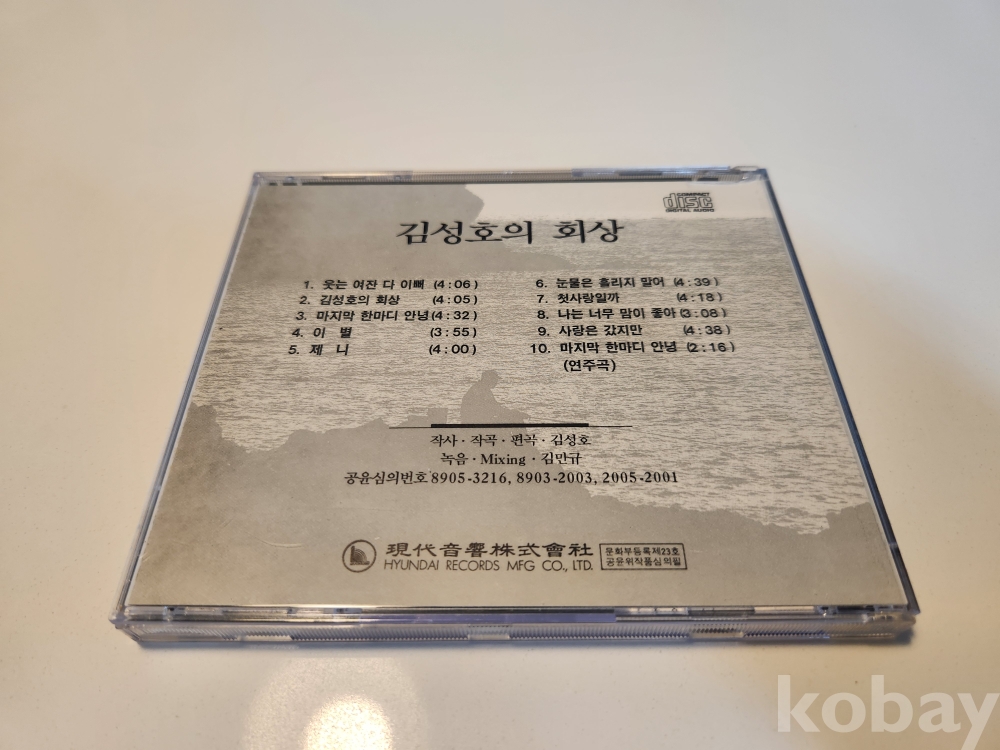 COMPACT
disc
DIGITAL AUDIO
김성호의 회상
1. 웃는 여잔 다 이뻐 (4:06)
2. 김성호의 회상 (4:05)
3. 마지막 한마디 안녕 (4:32)
4. 이 별 (3:55)
5. 제 니 (4:00)
6. 눈물은 흘리지 말어 (4:39)
7. 첫사랑일까 (4:18)
8. 나는 너무 맘이 좋아 (3:08)
9. 사랑은 갔지만 (4:38)
10. 마지막 한마디 안녕 (2:16)
(연주곡)
작사·작곡·편곡·김성호
녹음·Mixing·김만규
공윤심의번호 8905-3216, 8903-2003, 2005-2001
現代音響株式會社
HYUNDAI RECORDS MFG CO., LTD.
문화부등록제23호
공윤위작품심의필
kobay